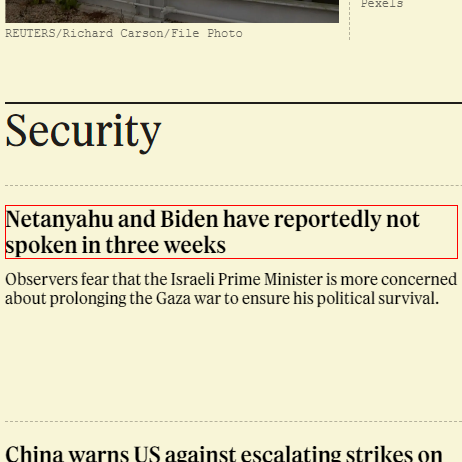 Pexels
REUTERS/Richard Carson/File Photo
Security
Netanyahu and Biden have reportedly not
spoken in three weeks
Observers fear that the Israeli Prime Minister is more concerned
about prolonging the Gaza war to ensure his political survival.
China warns US against escalating strikes on